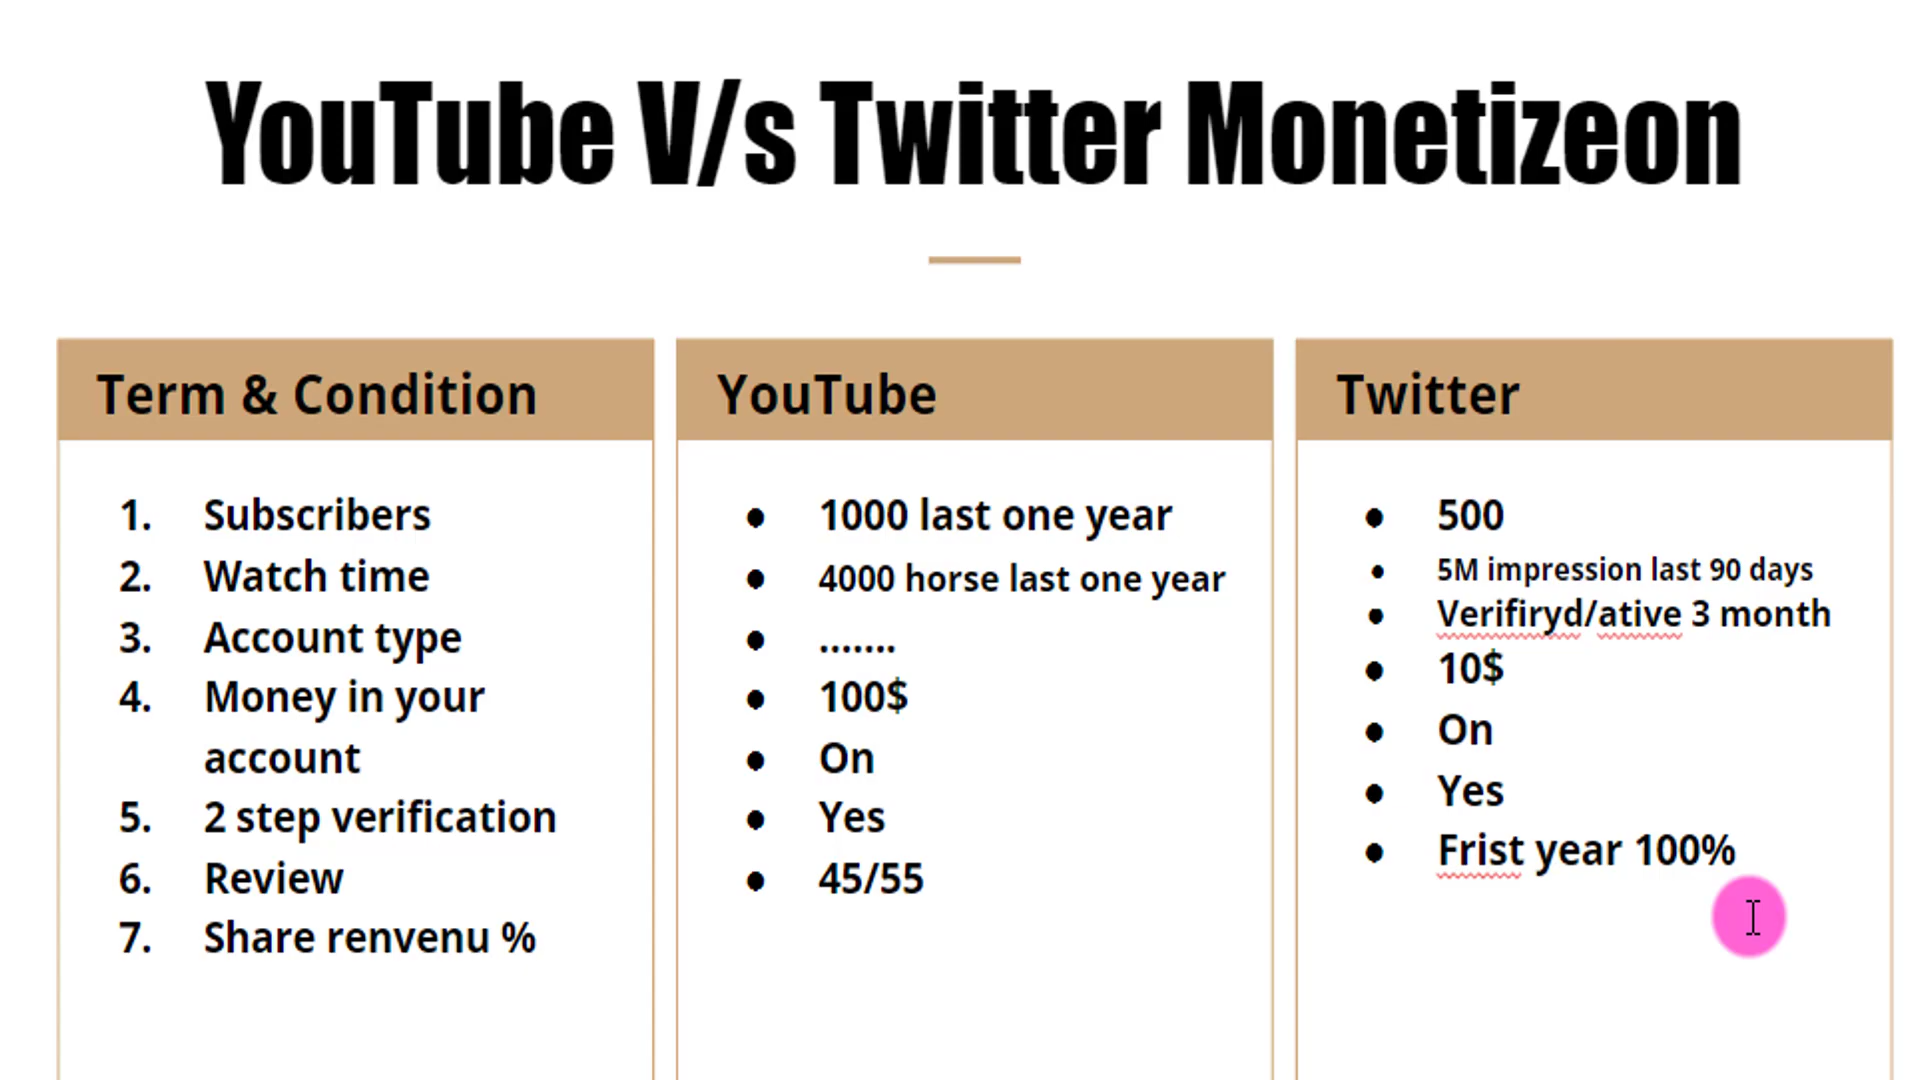 YouTube V/s Twitter Monetizeon
Term & Condition
1. Subscribers
2. Watch time
3. Account type
4. Money in your
account
5. 2 step verification
6. Review
7. Share renvenu %
YouTube
● 1000 last one year
● 4000 horse last one year
● .......
● 100$
● On
● Yes
● 45/55
Twitter
● 500
● 5M impression last 90 days
● Verifiryd/ative 3 month
● 10$
● On
● Yes
● Frist year 100%